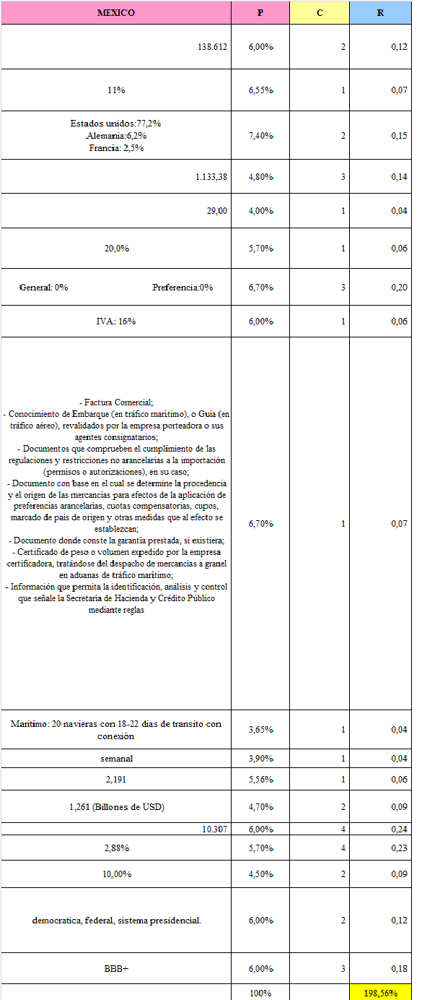 MEXICO P C R
138.612 6,00% 2 0,12
11% 6,55% 1 0,07
Estados unidos:77,2%
Alemania:6,2% 7,40% 2 0,15
Francia: 2,5%
1.133,38 4,80% 3 0,14
29,00 4,00% 1 0,04
20,0% 5,70% 1 0,06
General: 0% Preferencia:0% 6,70% 3 0,20
IVA: 16% 6,00% 1 0,06
- Factura Comercial;
- Conocimiento de Embarque (en tráfico marítimo), o Guía (en
tráfico aéreo), revalidados por la empresa porteadora o sus
agentes consignatarios;
- Documentos que comprueben el cumplimiento de las
regulaciones y restricciones no arancelarias a la importación
(permisos o autorizaciones), en su caso;
- Documento con base en el cual se determine la procedencia
y el origen de las mercancías para efectos de la aplicación de
preferencias arancelarias, cuotas compensatorias, cupos,
marcado de país de origen y otras medidas que al efecto se
establezcan; 6,70% 1 0,07
- Documento donde conste la garantía prestada, si existiera;
- Certificado de peso o volumen expedido por la empresa
certificadora, tratándose del despacho de mercancías a granel
en aduanas de tráfico marítimo;
- Información que permita la identificación, análisis y control
que señale la Secretaría de Hacienda y Crédito Público
mediante reglas
Marítimo: 20 navieras con 18-22 días de transito con
conexión 3,65% 1 0,04
semanal 3,90% 1 0,04
2,191 5,56% 1 0,06
1,261 (Billones de USD) 4,70% 2 0,09
10.307 6,00% 4 0,24
2,88% 5,70% 4 0,23
10,00% 4,50% 2 0,09
democratica, federal, sistema presidencial. 6,00% 2 0,12
BBB+ 6,00% 3 0,18
100% 198,56%